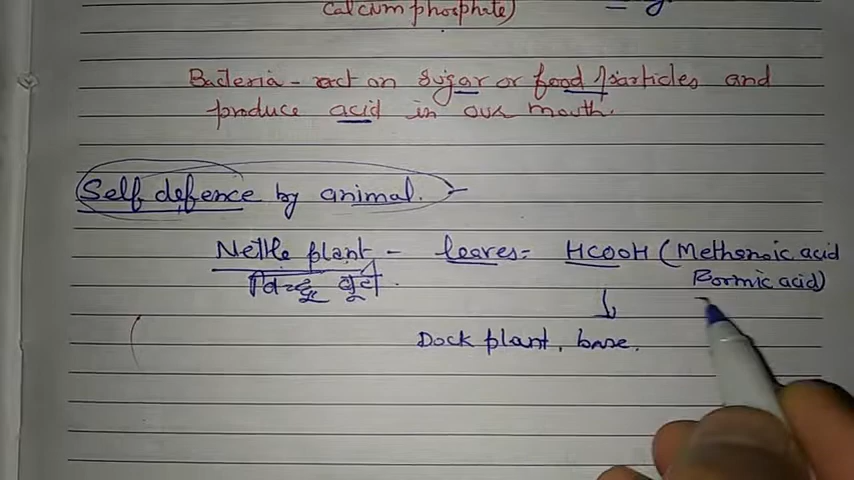 calcium phosphate)
Bacteria - act on sugar or food particles and
produce acid in our mouth.
Self defence by animal. -
Nettle plant - leaves - HCOOH (Methonoic acid
बिच्छू बूटी. Formic acid)
Dock plant, base.